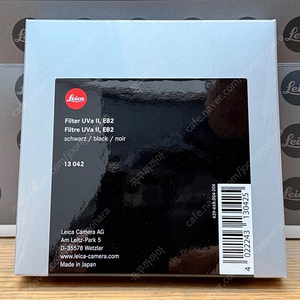 Leica
Filter UVa II, E82
Filtre UVa II, E82
schwarz / black / noir
13 042
Leica Camera AG
Am Leitz-Park 5
D-35578 Wetzlar
www.leica-camera.com
Made in Japan
4 022243 130425